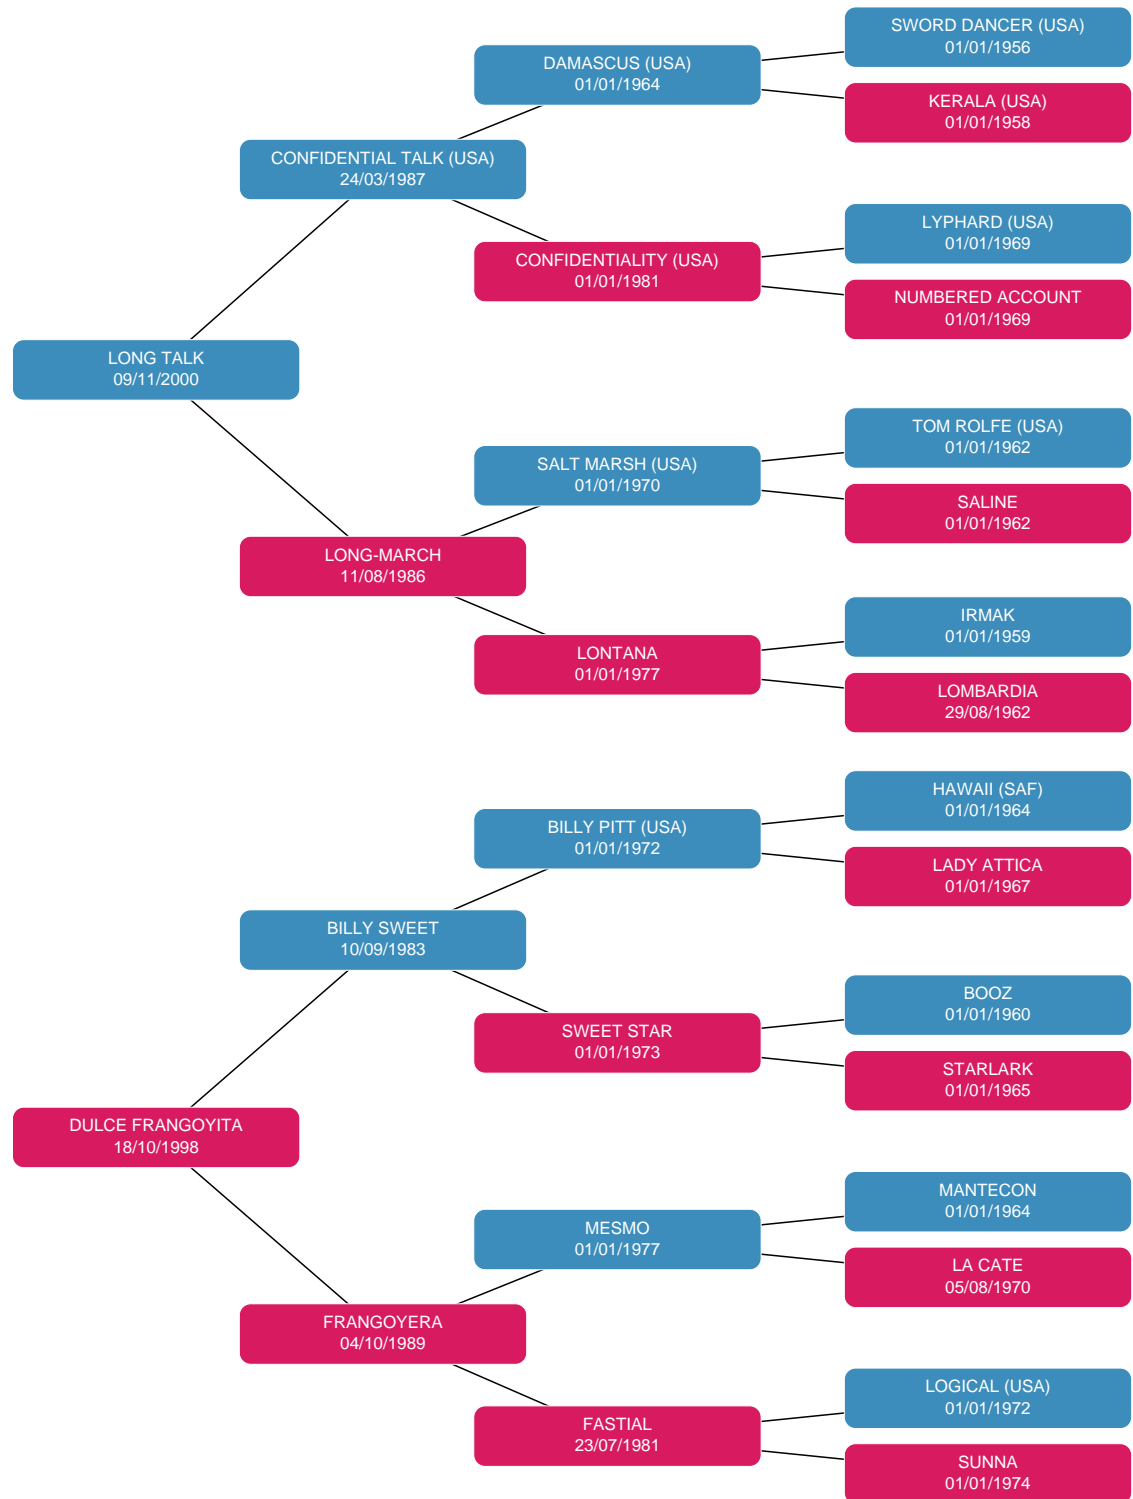 SWORD DANCER (USA)
01/01/1956
DAMASCUS (USA)
01/01/1964
KERALA (USA)
01/01/1958
CONFIDENTIAL TALK (USA)
24/03/1987
LYPHARD (USA)
01/01/1969
CONFIDENTIALITY (USA)
01/01/1981
NUMBERED ACCOUNT
01/01/1969
LONG TALK
09/11/2000
TOM ROLFE (USA)
01/01/1962
SALT MARSH (USA)
01/01/1970
SALINE
01/01/1962
LONG-MARCH
11/08/1986
IRMAK
01/01/1959
LONTANA
01/01/1977
LOMBARDIA
29/08/1962
HAWAII (SAF)
01/01/1964
BILLY PITT (USA)
01/01/1972
LADY ATTICA
01/01/1967
BILLY SWEET
10/09/1983
BOOZ
01/01/1960
SWEET STAR
01/01/1973
STARLARK
01/01/1965
DULCE FRANGOYITA
18/10/1998
MANTECON
01/01/1964
MESMO
01/01/1977
LA CATE
05/08/1970
FRANGOYERA
04/10/1989
LOGICAL (USA)
01/01/1972
FASTIAL
23/07/1981
SUNNA
01/01/1974